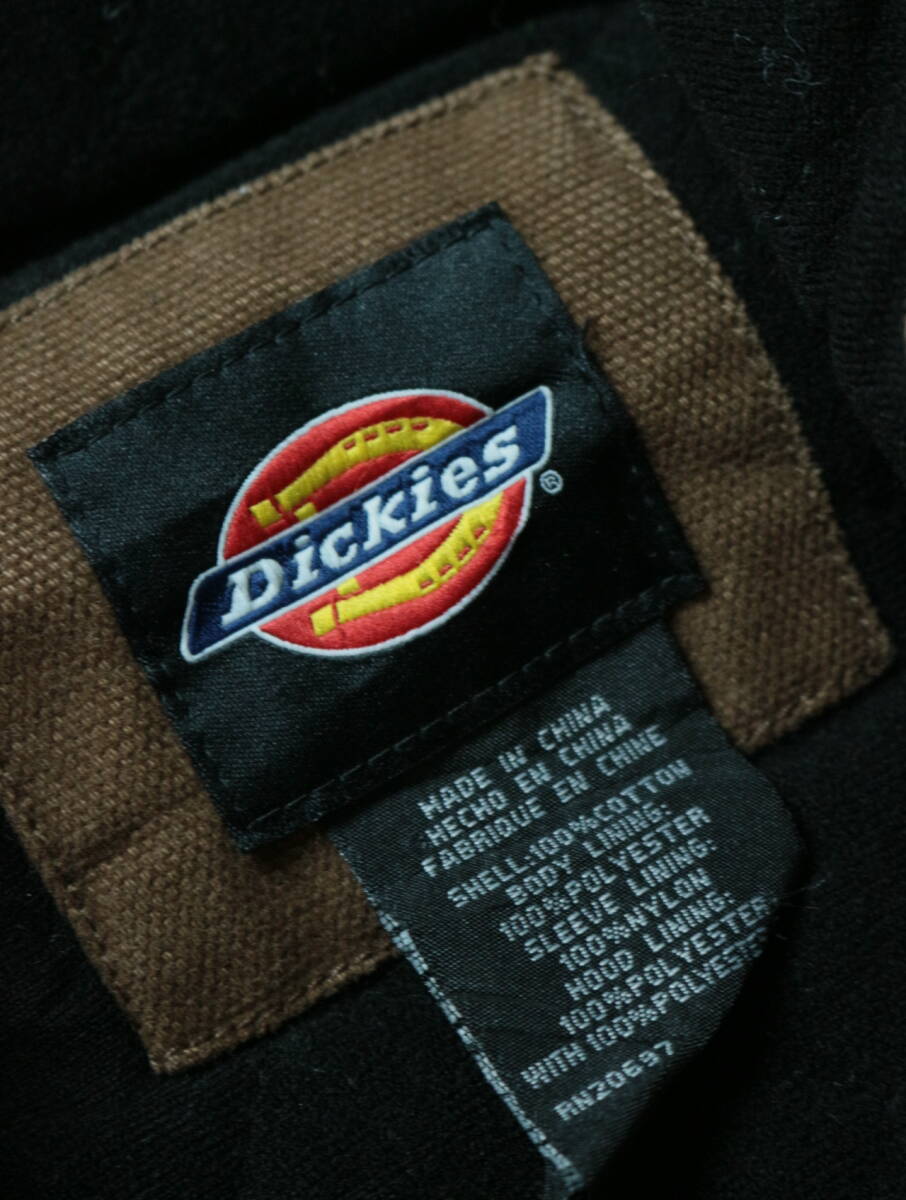 Dickies®
MADE IN CHINA
HECHO EN CHINA
FABRIQUE EN CHINE
SHELL:100%COTTON
BODY LINING:
100%POLYESTER
SLEEVE LINING:
100%NYLON
HOOD LINING:
100%POLYESTER
WITH 100%POLYESTER
RN20697